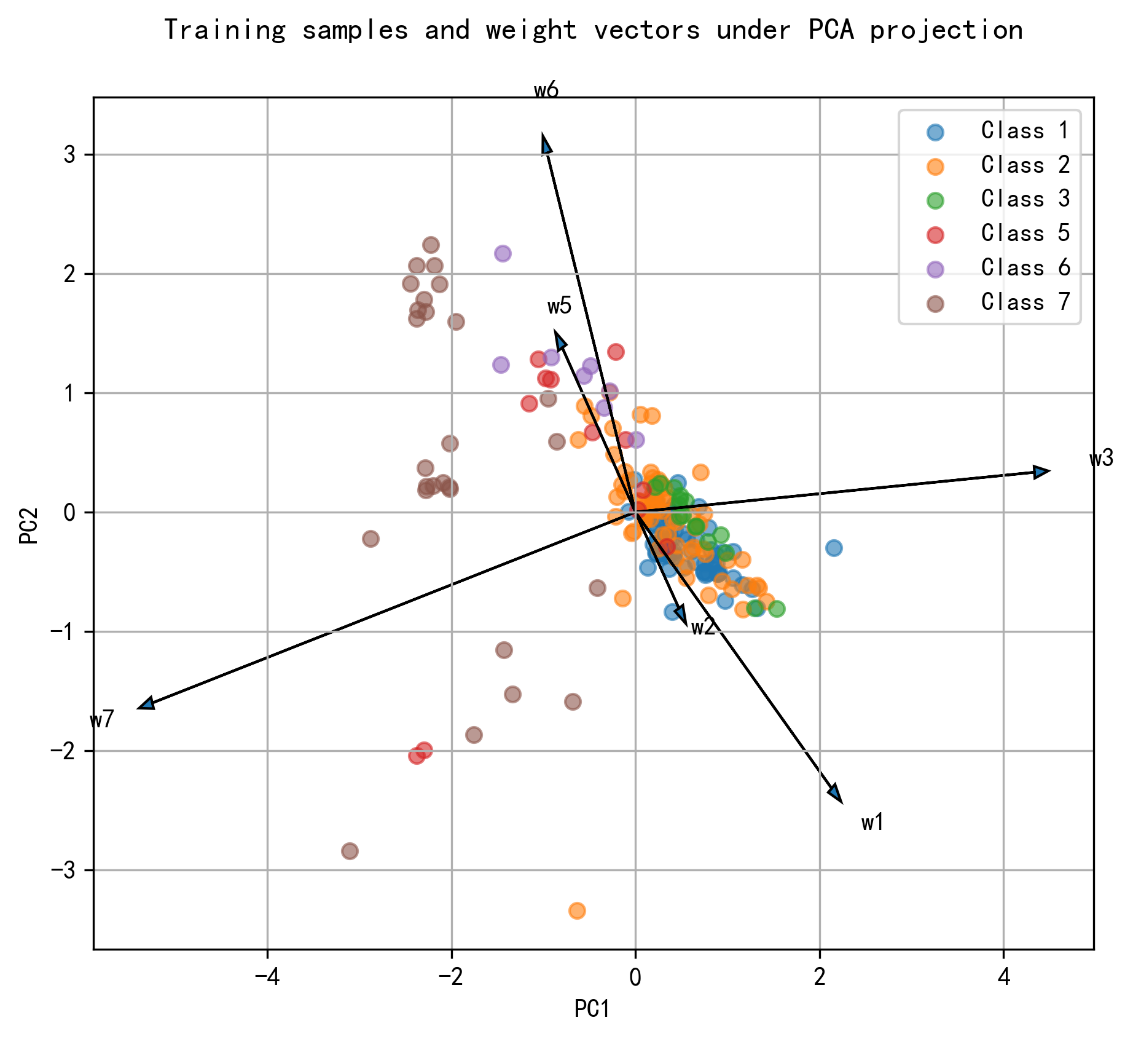 Training samples and weight vectors under PCA projection
w6
Class 1
Class 2
Class 3
Class 5
Class 6
Class 7
w5
w3
w2
w7
w1
3
2
1
0
−1
−2
−3
PC2
−4
−2
0
2
4
PC1